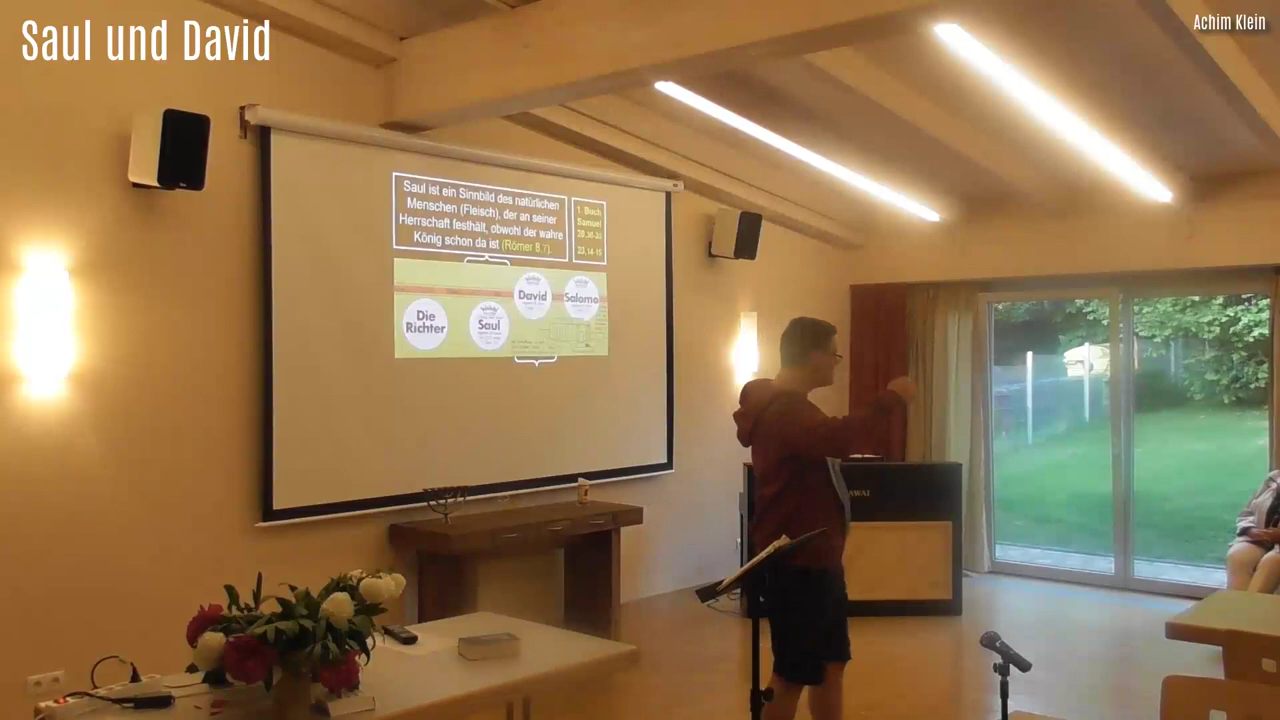 Saul und David
Achim Klein
Saul ist ein Sinnbild des natürlichen
Menschen (Fleisch), der an seiner
Herrschaft festhält, obwohl der wahre
König schon da ist (Römer 8,7).
1. Buch
Samuel
23,14-15
Die
Richter
Saul
David
Salomo
KAWAI